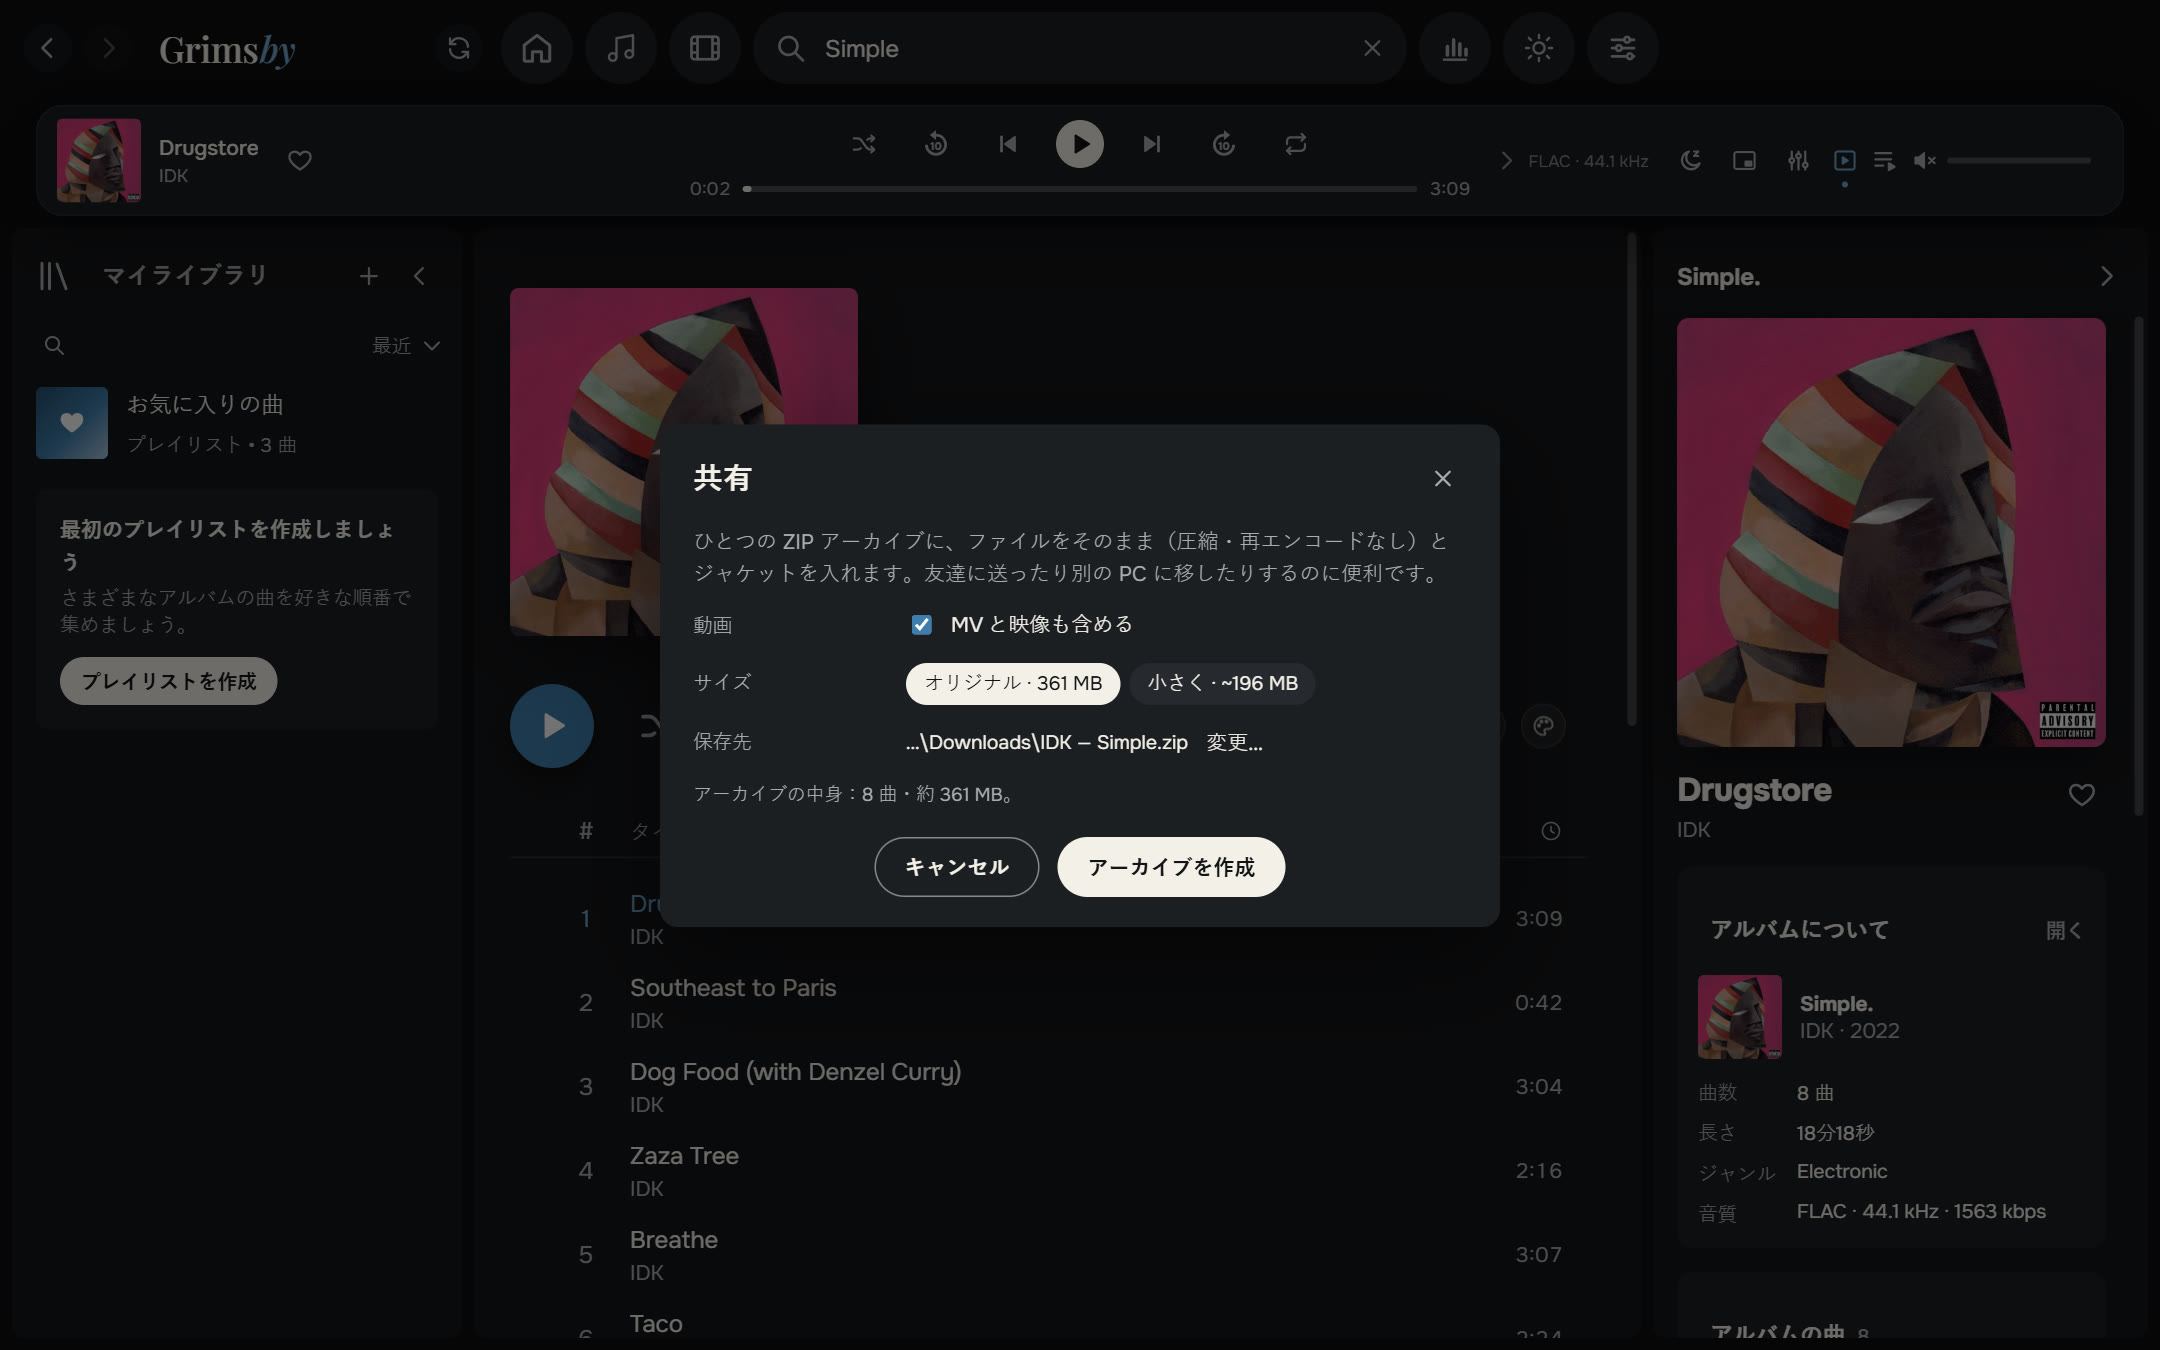 Grimsby
Simple
Drugstore
IDK
10
10
0:02
3:09
FLAC · 44.1 kHz
マイライブラリ
最近
お気に入りの曲
プレイリスト • 3 曲
最初のプレイリストを作成しましょ
う
さまざまなアルバムの曲を好きな順番で
集めましょう。
プレイリストを作成
共有
ひとつの ZIP アーカイブに、ファイルをそのまま（圧縮・再エンコードなし）と
ジャケットを入れます。友達に送ったり別の PC に移したりするのに便利です。
動画
MV と映像も含める
サイズ
オリジナル · 361 MB
小さく · ~196 MB
保存先
...\Downloads\IDK – Simple.zip
変更...
アーカイブの中身：8 曲・約 361 MB。
キャンセル
アーカイブを作成
#
1
IDK
3:09
2
Southeast to Paris
IDK
0:42
3
Dog Food (with Denzel Curry)
IDK
3:04
4
Zaza Tree
IDK
2:16
5
Breathe
IDK
3:07
Taco
Simple.
PARENTAL
ADVISORY
EXPLICIT CONTENT
Drugstore
IDK
アルバムについて
開く
Simple.
IDK · 2022
曲数
8 曲
長さ
18分18秒
ジャンル
Electronic
音質
FLAC · 44.1 kHz · 1563 kbps
アルバムの曲 8